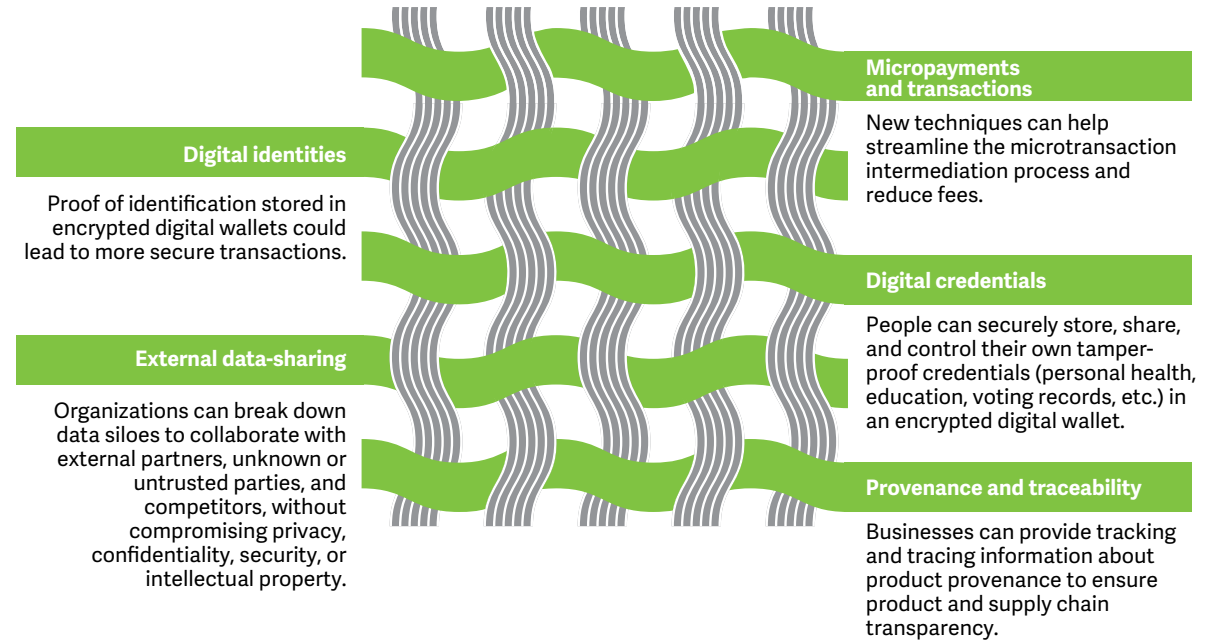 Micropayments
and transactions
New techniques can help
streamline the microtransaction
intermediation process and
reduce fees.
Digital identities
Proof of identification stored in
encrypted digital wallets could
lead to more secure transactions.
Digital credentials
People can securely store, share,
and control their own tamper-
proof credentials (personal health,
education, voting records, etc.) in
an encrypted digital wallet.
External data-sharing
Organizations can break down
data siloes to collaborate with
external partners, unknown or
untrusted parties, and
competitors, without
compromising privacy,
confidentiality, security, or
intellectual property.
Provenance and traceability
Businesses can provide tracking
and tracing information about
product provenance to ensure
product and supply chain
transparency.